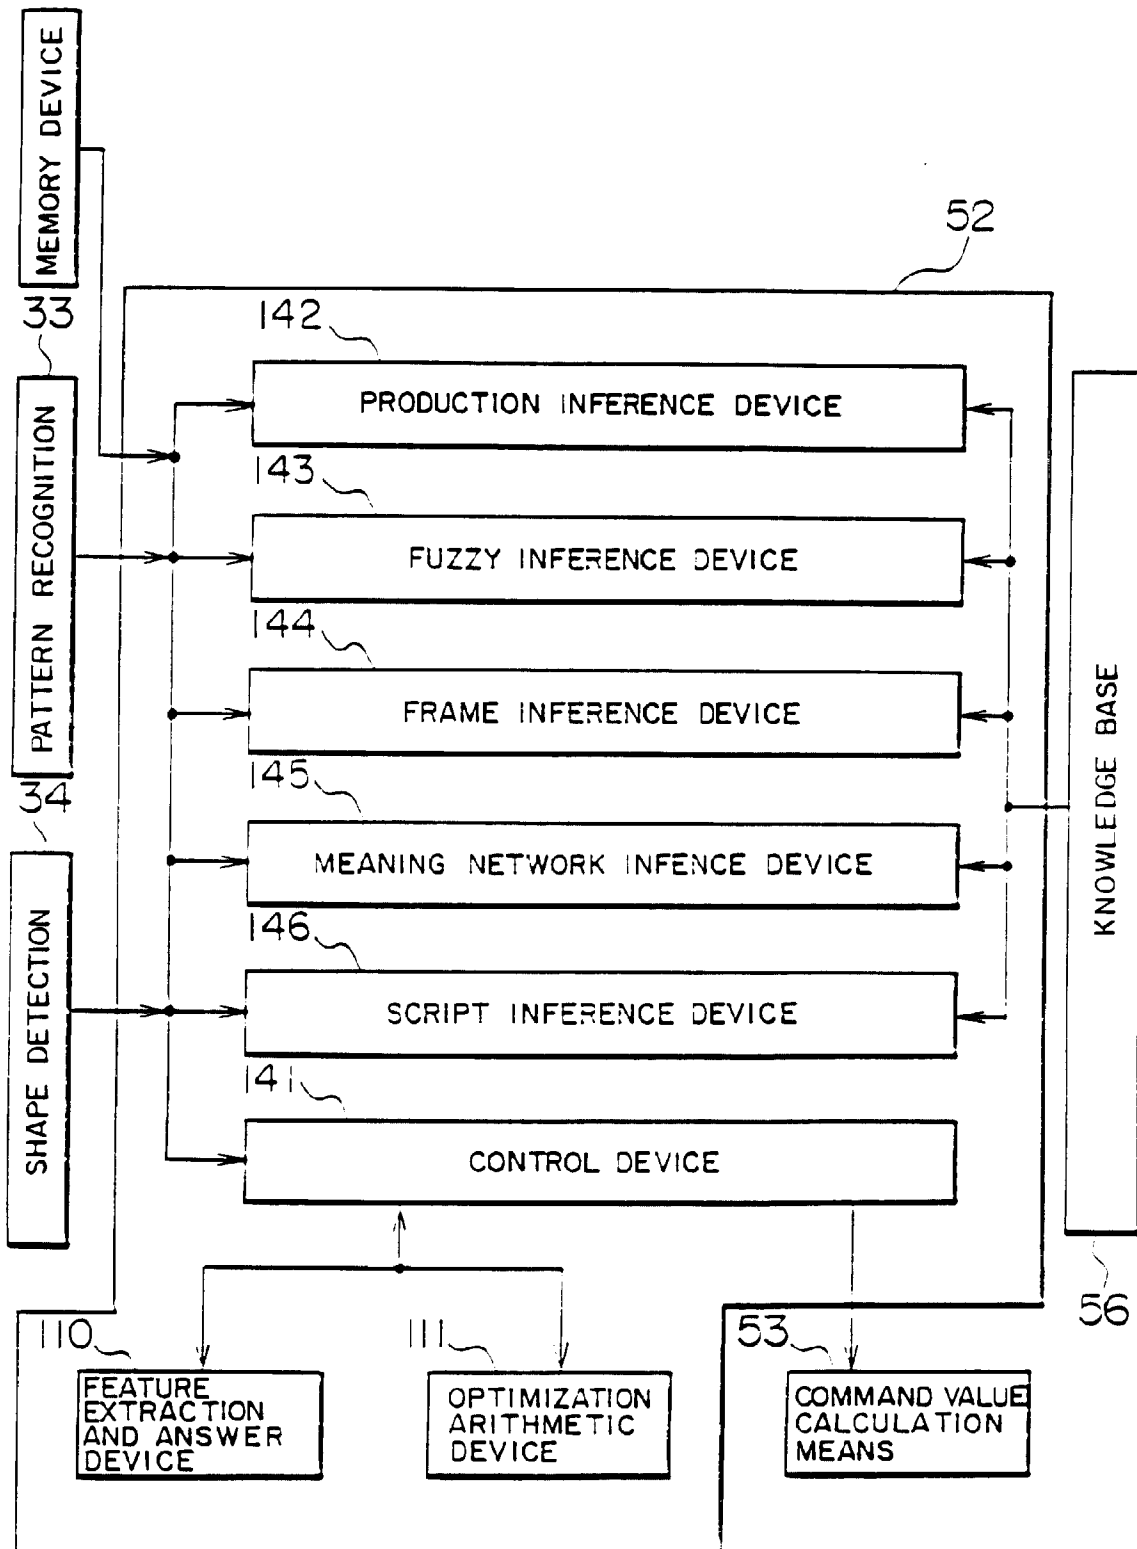 MEMORY DEVICE
33
PATTERN RECOGNITION
34
SHAPE DETECTION
52
142
PRODUCTION INFERENCE DEVICE
143
FUZZY INFERENCE DEVICE
144
FRAME INFERENCE DEVICE
145
MEANING NETWORK INFENCE DEVICE
146
SCRIPT INFERENCE DEVICE
141
CONTROL DEVICE
KNOWLEDGE BASE
56
110
FEATURE
EXTRACTION
AND ANSWER
DEVICE
111
OPTIMIZATION
ARITHMETIC
DEVICE
53
COMMAND VALUE
CALCULATION
MEANS